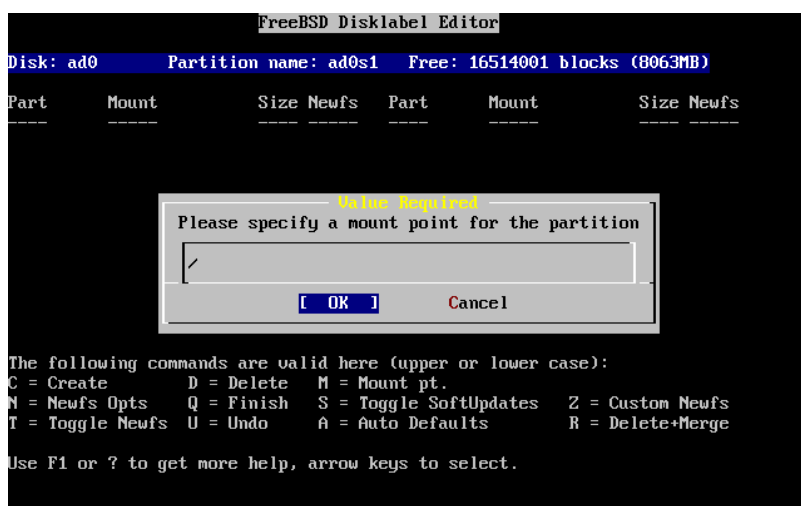 FreeBSD Disklabel Editor
Disk: ad0 Partition name: ad0s1 Free: 16514001 blocks (8063MB)
Part Mount Size Newfs Part Mount Size Newfs
---- ----- ---- ----- ---- ----- ---- -----
Value Required
Please specify a mount point for the partition
/
[ OK ] Cancel
The following commands are valid here (upper or lower case):
C = Create D = Delete M = Mount pt.
N = Newfs Opts Q = Finish S = Toggle SoftUpdates Z = Custom Newfs
T = Toggle Newfs U = Undo A = Auto Defaults R = Delete+Merge
Use F1 or ? to get more help, arrow keys to select.